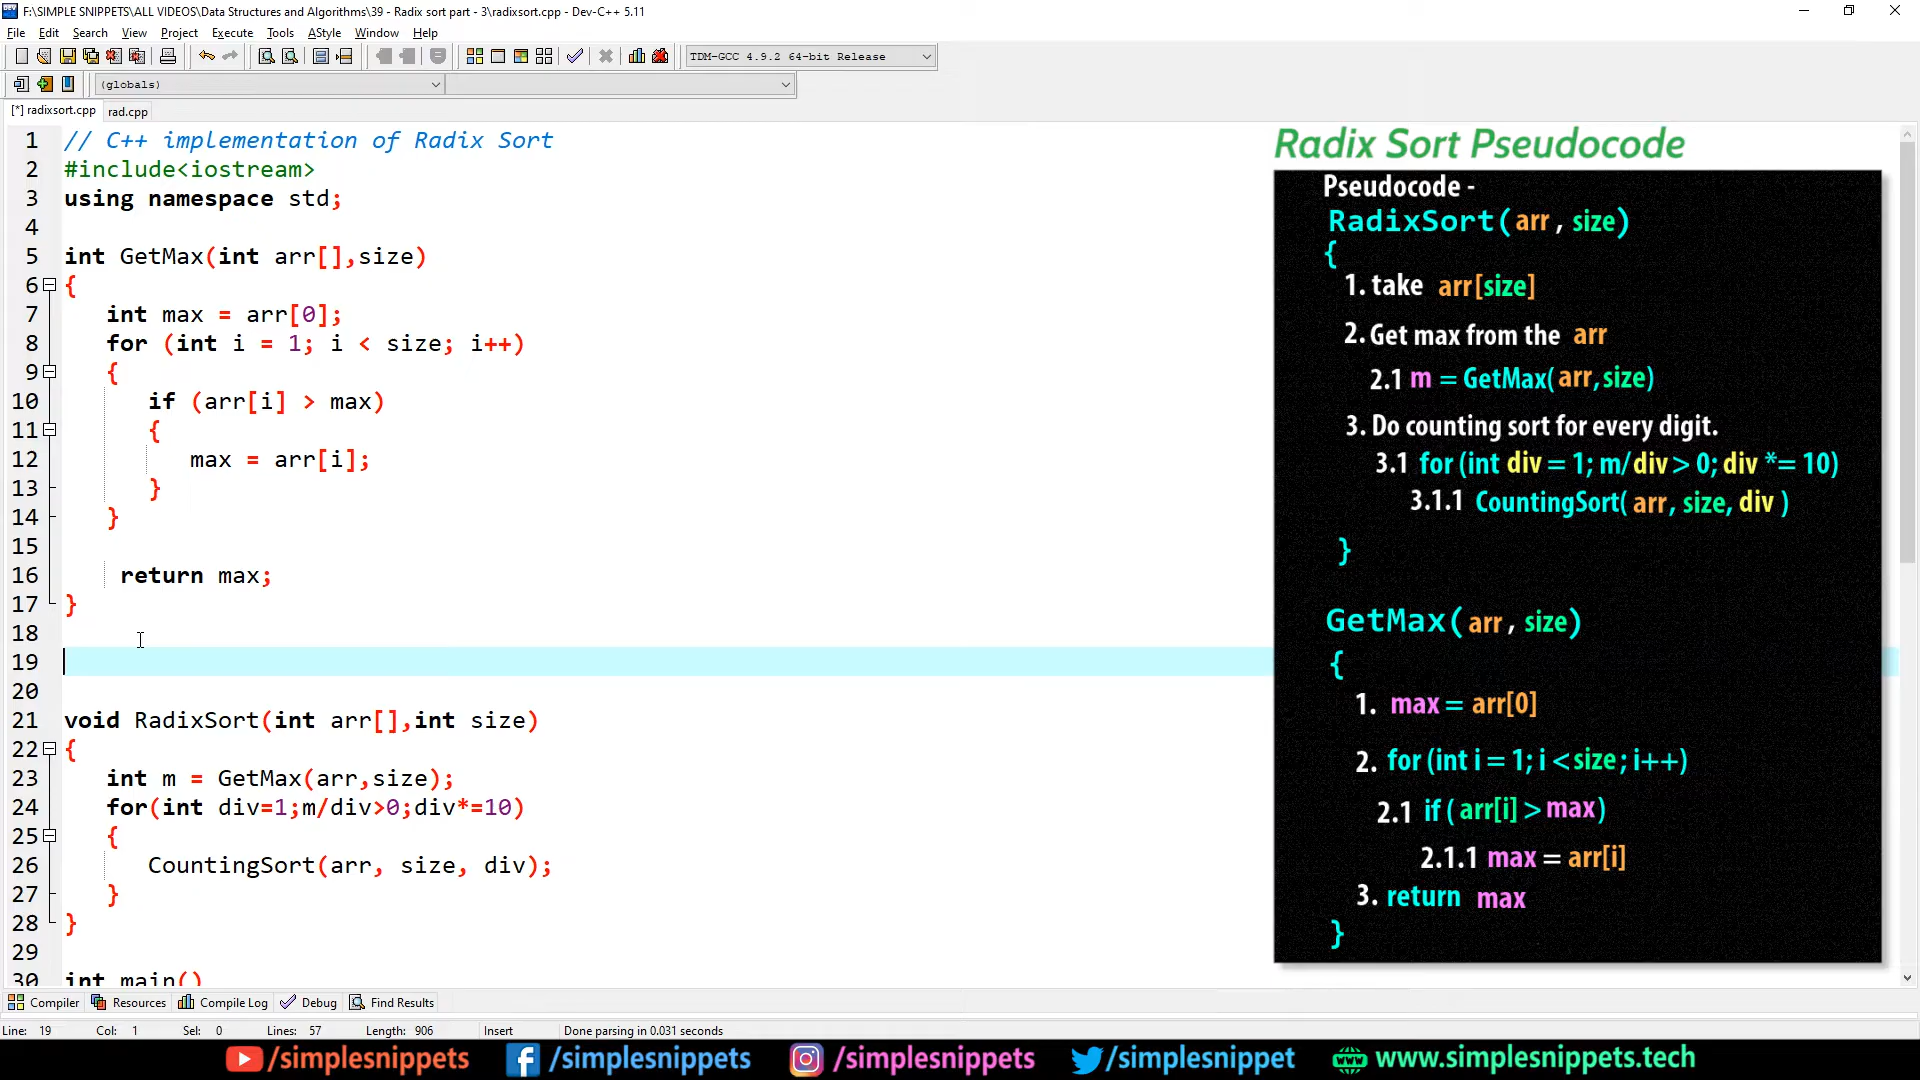 F:\SIMPLE SNIPPETS\ALL VIDEOS\Data Structures and Algorithms\39 - Radix sort part - 3\radixsort.cpp - Dev-C++ 5.11
File Edit Search View Project Execute Tools AStyle Window Help
TDM-GCC 4.9.2 64-bit Release
(globals)
[*] radixsort.cpp rad.cpp
1 // C++ implementation of Radix Sort
2 #include<iostream>
3 using namespace std;
4
5 int GetMax(int arr[],size)
6 {
7 int max = arr[0];
8 for (int i = 1; i < size; i++)
9 {
10 if (arr[i] > max)
11 {
12 max = arr[i];
13 }
14 }
15
16 return max;
17 }
18
19
20
21 void RadixSort(int arr[],int size)
22 {
23 int m = GetMax(arr,size);
24 for(int div=1;m/div>0;div*=10)
25 {
26 CountingSort(arr, size, div);
27 }
28 }
29
30 int main()
Radix Sort Pseudocode
Pseudocode -
RadixSort(arr , size)
{
1. take arr[size]
2. Get max from the arr
2.1 m = GetMax(arr,size)
3. Do counting sort for every digit.
3.1 for (int div = 1; m/div > 0; div *= 10)
3.1.1 CountingSort( arr, size, div )
}
GetMax( arr , size)
{
1. max = arr[0]
2. for (int i = 1; i < size ; i++)
2.1 if ( arr[i] > max )
2.1.1 max = arr[i]
3. return max
}
Compiler Resources Compile Log Debug Find Results
Line: 19 Col: 1 Sel: 0 Lines: 57 Length: 906 Insert Done parsing in 0.031 seconds
/simplesnippets /simplesnippets /simplesnippets /simplesnippets www.simplesnippets.tech